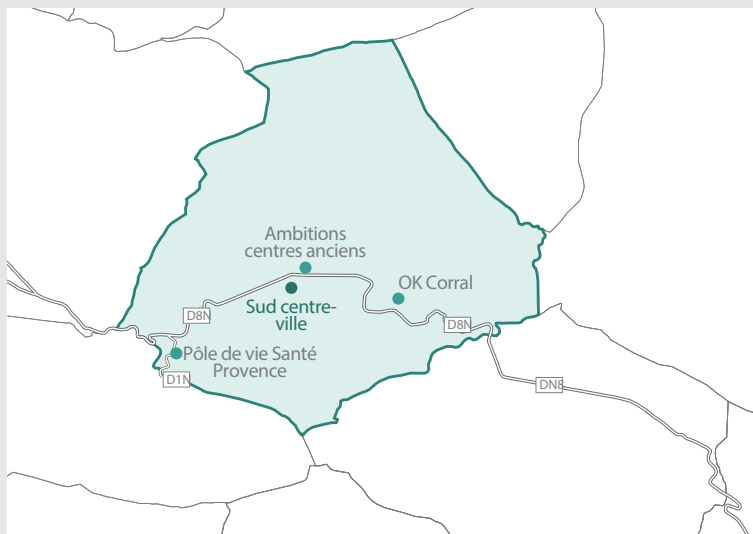 Ambitions
centres anciens
OK Corral
Sud centre-
ville
D8N
D8N
Pôle de vie Santé
Provence
D1N
DN8